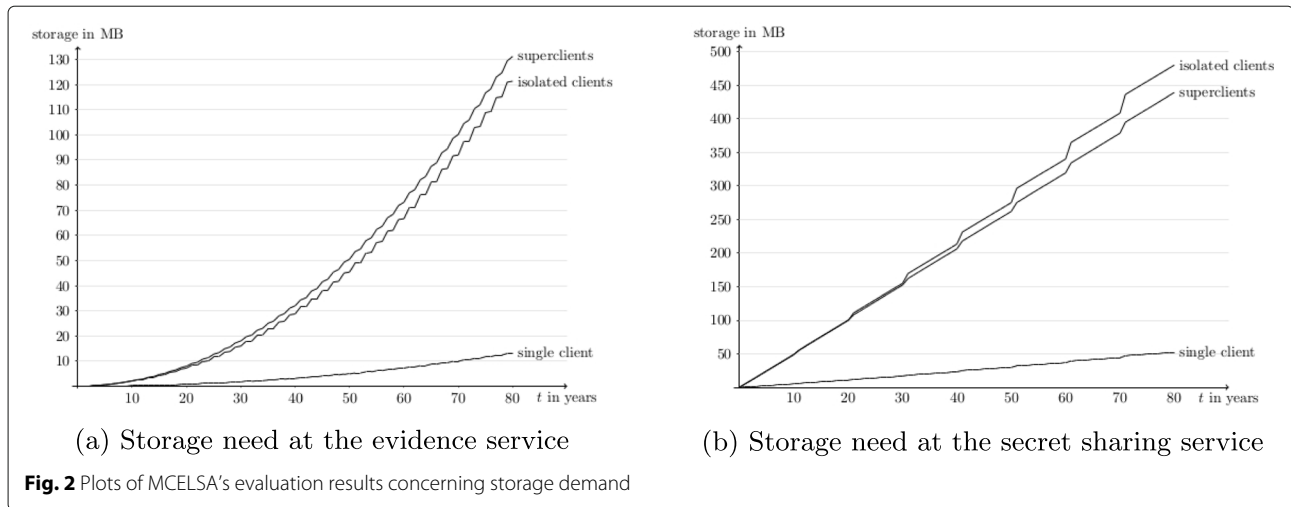 storage in MB
130
120
110
100
90
80
70
60
50
40
30
20
10
superclients
isolated clients
single client
10 20 30 40 50 60 70 80 t in years
(a) Storage need at the evidence service
storage in MB
500
450
400
350
300
250
200
150
100
50
isolated clients
superclients
single client
10 20 30 40 50 60 70 80 t in years
(b) Storage need at the secret sharing service
Fig. 2 Plots of MCELSA's evaluation results concerning storage demand